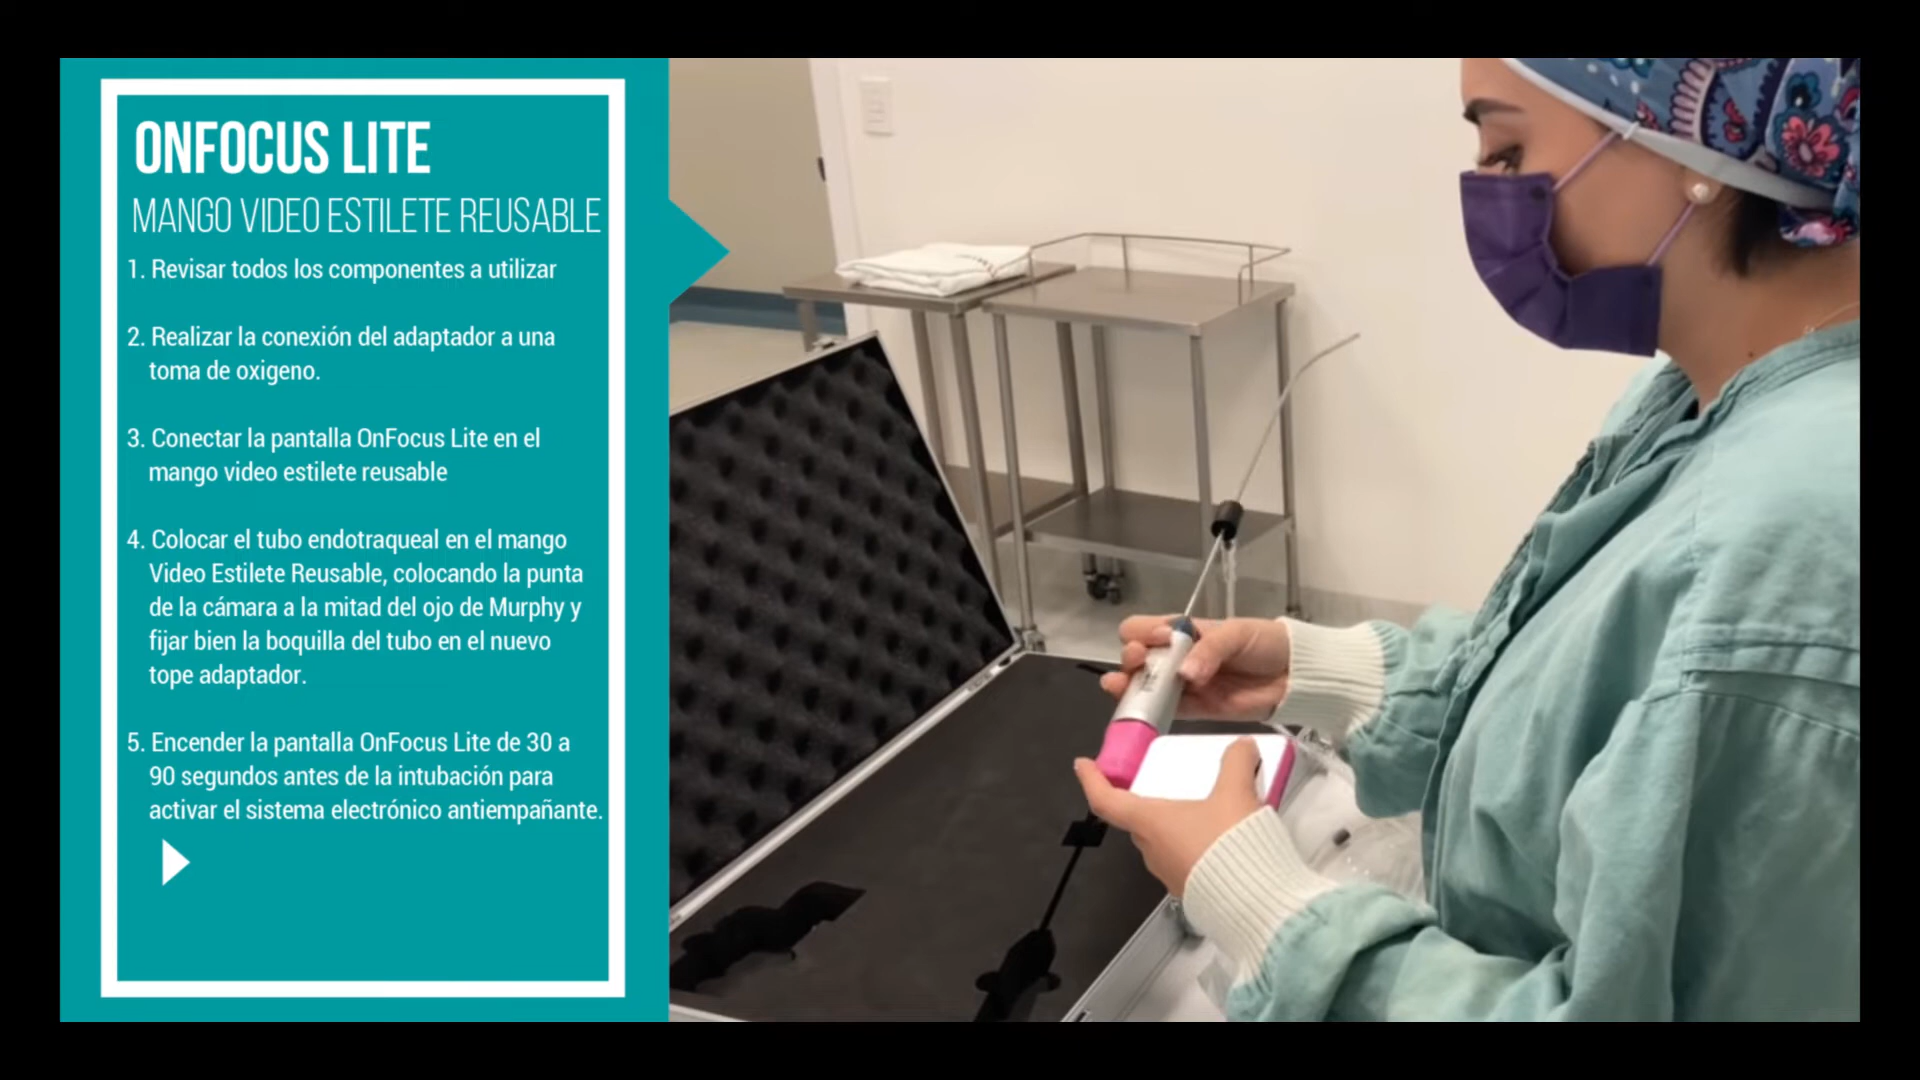 ONFOCUS LITE
MANGO VIDEO ESTILETE REUSABLE
1. Revisar todos los componentes a utilizar
2. Realizar la conexión del adaptador a una
toma de oxigeno.
3. Conectar la pantalla OnFocus Lite en el
mango video estilete reusable
4. Colocar el tubo endotraqueal en el mango
Video Estilete Reusable, colocando la punta
de la cámara a la mitad del ojo de Murphy y
fijar bien la boquilla del tubo en el nuevo
tope adaptador.
5. Encender la pantalla OnFocus Lite de 30 a
90 segundos antes de la intubación para
activar el sistema electrónico antiempañante.